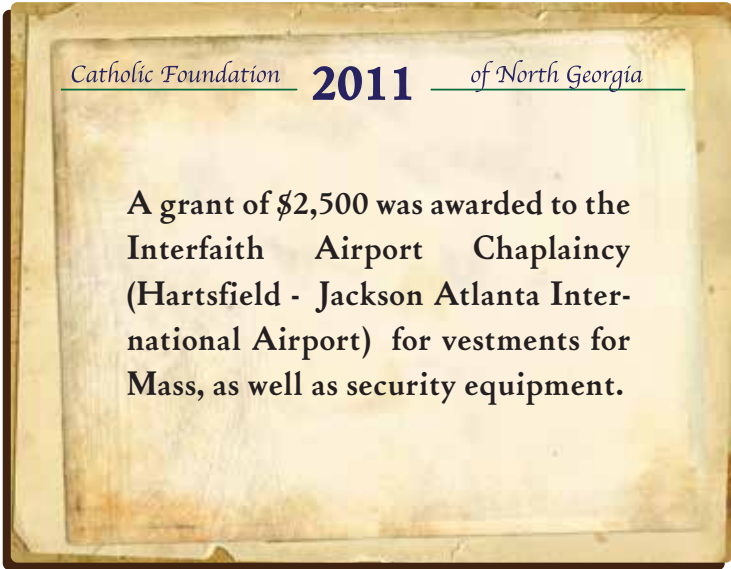 Catholic Foundation 2011 of North Georgia
A grant of $2,500 was awarded to the
Interfaith Airport Chaplaincy
(Hartsfield - Jackson Atlanta Inter-
national Airport) for vestments for
Mass, as well as security equipment.